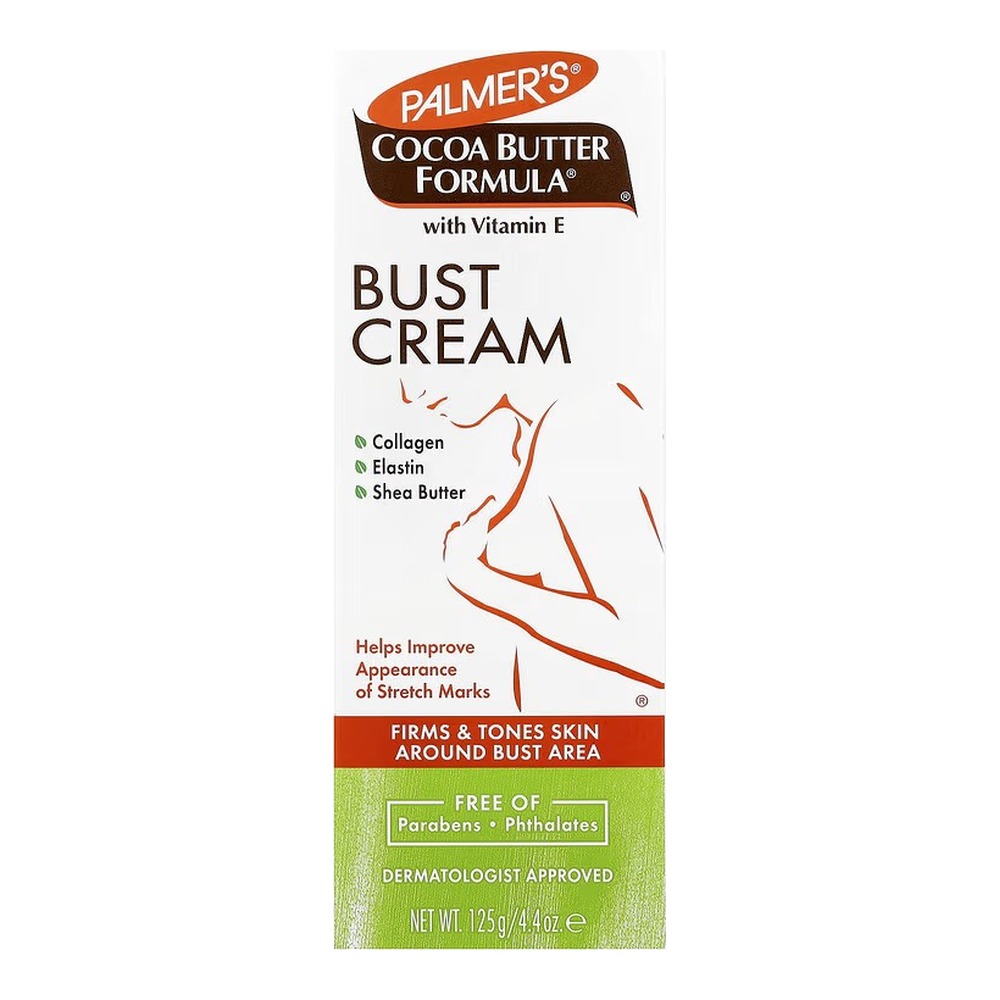 PALMER'S®
COCOA BUTTER
FORMULA®
®
with Vitamin E
BUST
CREAM
Collagen
Elastin
Shea Butter
Helps Improve
Appearance
of Stretch Marks
®
FIRMS & TONES SKIN
AROUND BUST AREA
FREE OF
Parabens • Phthalates
DERMATOLOGIST APPROVED
NET WT. 125g/4.4oz. ℮